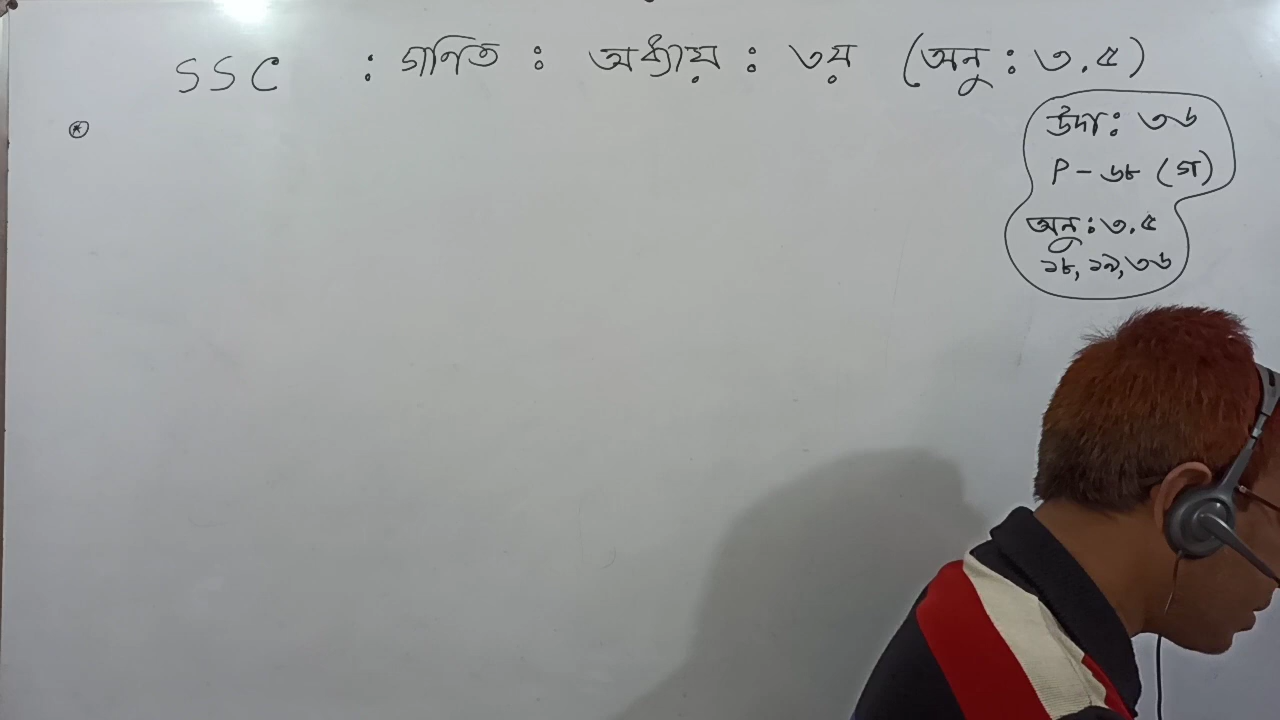 SSC : গণিত : অধ্যায় : ৩য় (অনু : ৩.৫)
উদা: ৩৬
P - ৬৮ (গ)
অনু : ৩.৫
১৮, ১৯, ৩৬